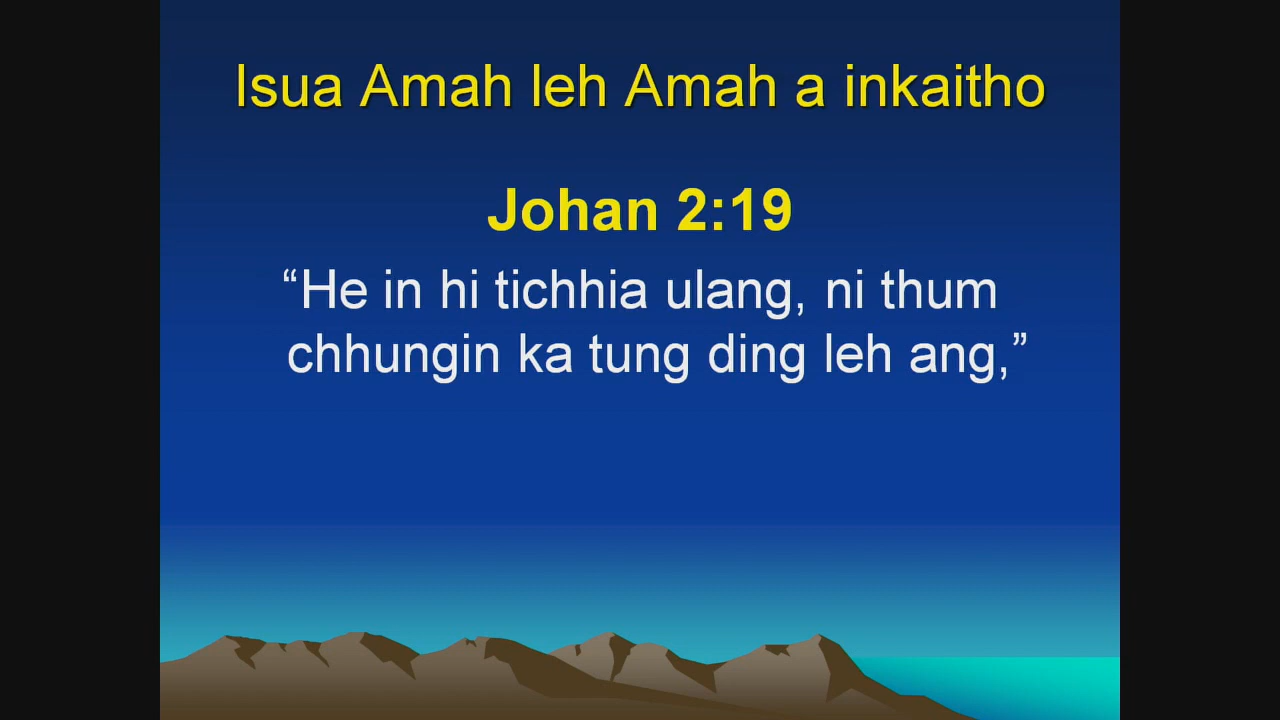 Isua Amah leh Amah a inkaitho
Johan 2:19
“He in hi tichhia ulang, ni thum
chhungin ka tung ding leh ang,”